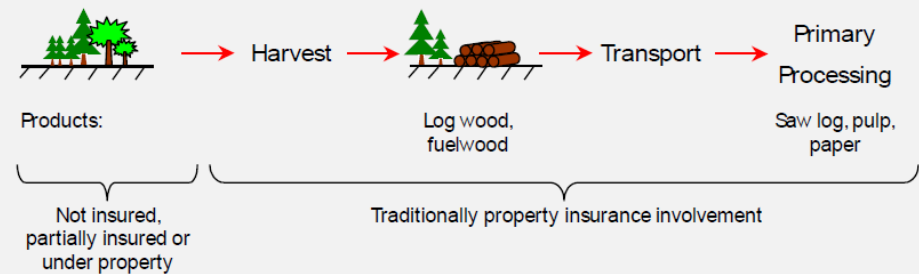 Harvest
Transport
Primary
Processing
Products:
Log wood,
fuelwood
Saw log, pulp,
paper
Not insured,
partially insured or
under property
Traditionally property insurance involvement